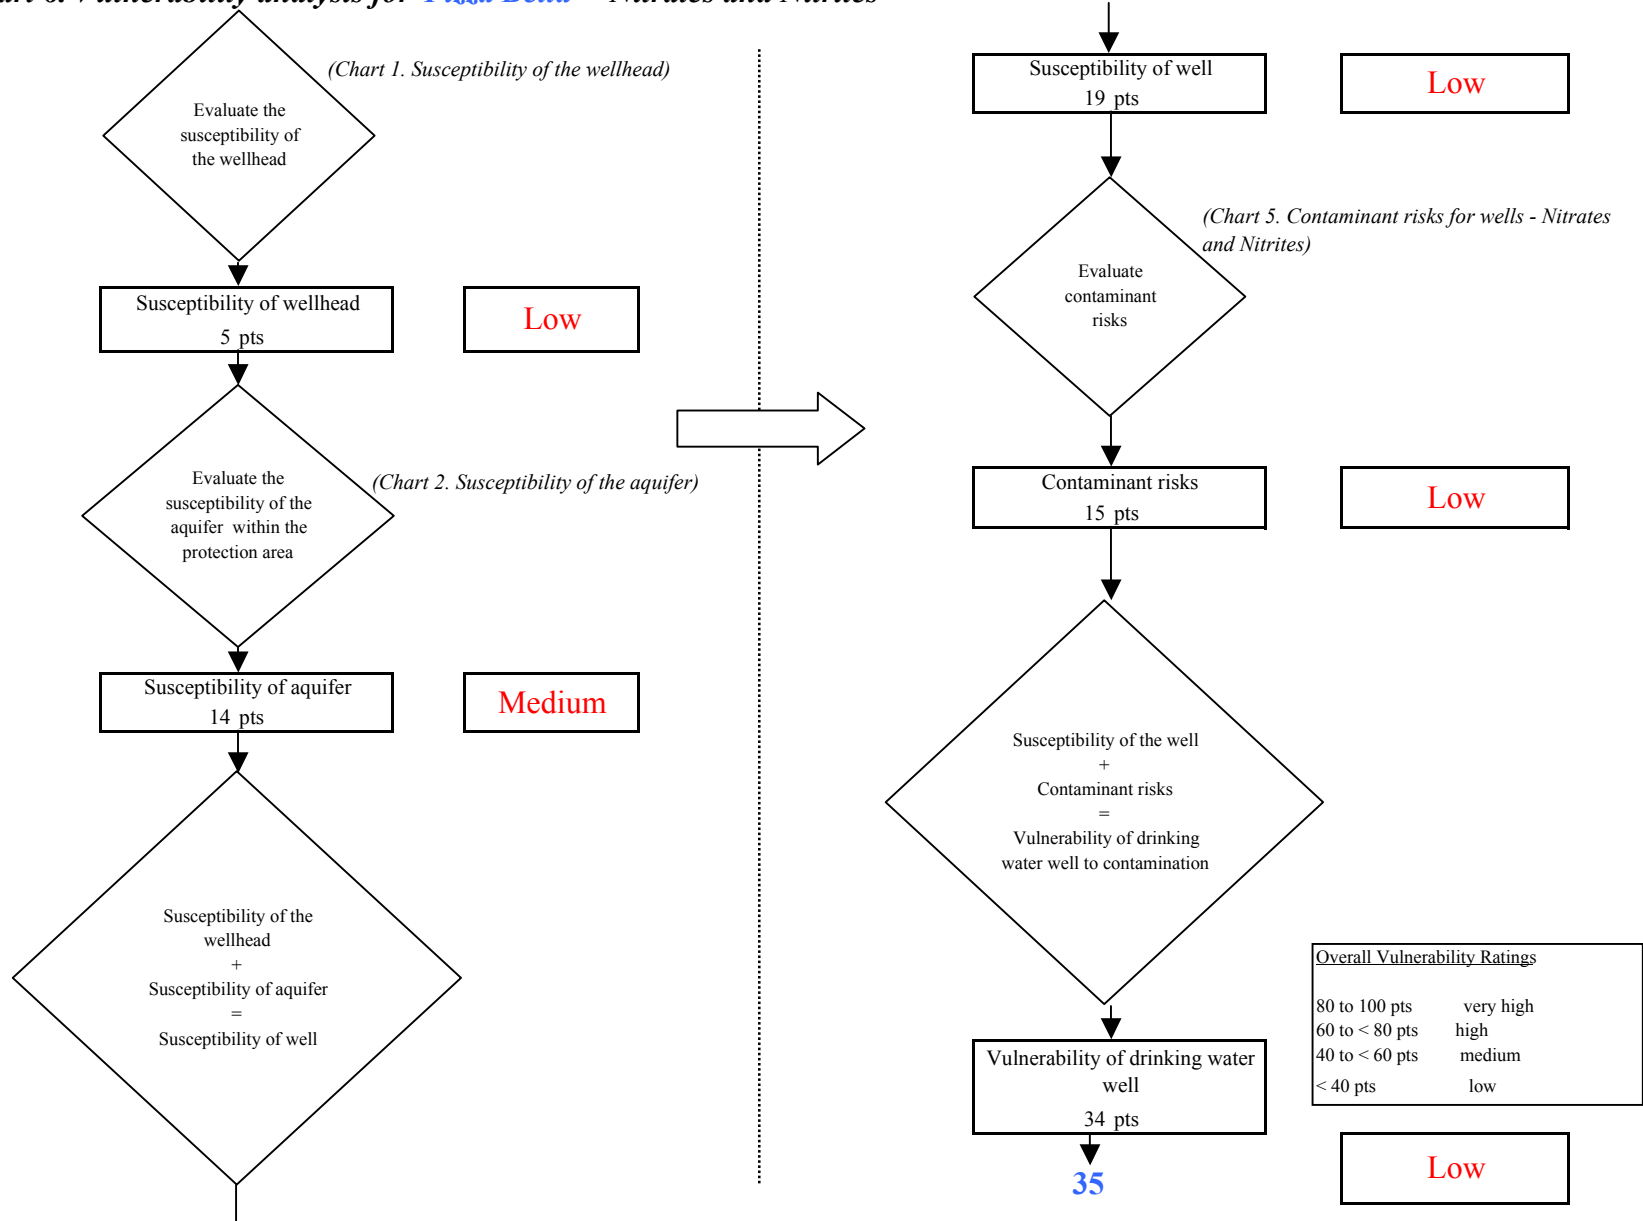 Vulnerability analysis for
Nitrates and Nitrites
(Chart 1. Susceptibility of the wellhead)
Evaluate the
susceptibility of
the wellhead
Susceptibility of wellhead
5 pts
Low
Evaluate the
susceptibility of the
aquifer within the
protection area
(Chart 2. Susceptibility of the aquifer)
Susceptibility of aquifer
14 pts
Medium
Susceptibility of the
wellhead
+
Susceptibility of aquifer
=
Susceptibility of well
Susceptibility of well
19 pts
Low
(Chart 5. Contaminant risks for wells - Nitrates
and Nitrites)
Evaluate
contaminant
risks
Contaminant risks
15 pts
Low
Susceptibility of the well
+
Contaminant risks
=
Vulnerability of drinking
water well to contamination
Overall Vulnerability Ratings
80 to 100 pts very high
60 to < 80 pts high
40 to < 60 pts medium
< 40 pts low
Vulnerability of drinking water
well
34 pts
35
Low